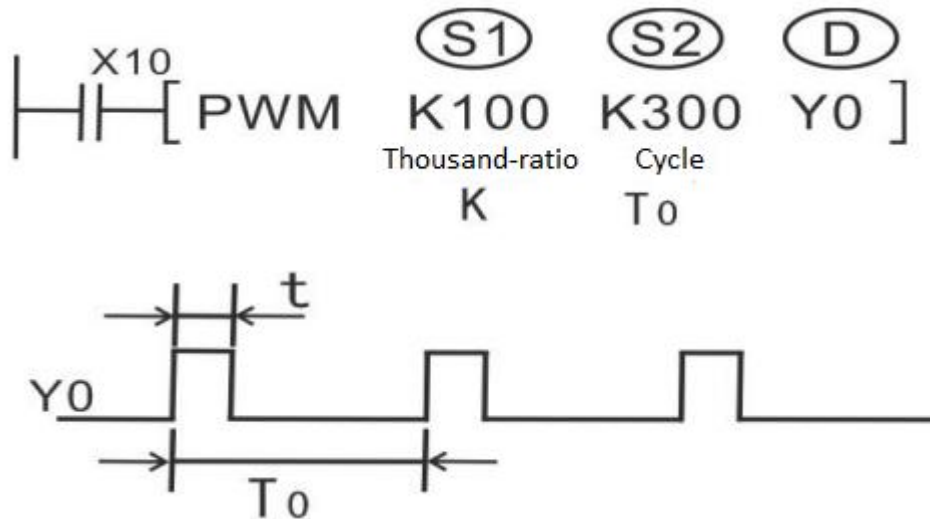 S1 S2 D
X10
[ PWM K100 K300 Y0 ]
Thousand-ratio Cycle
K T0
t
Y0
T0